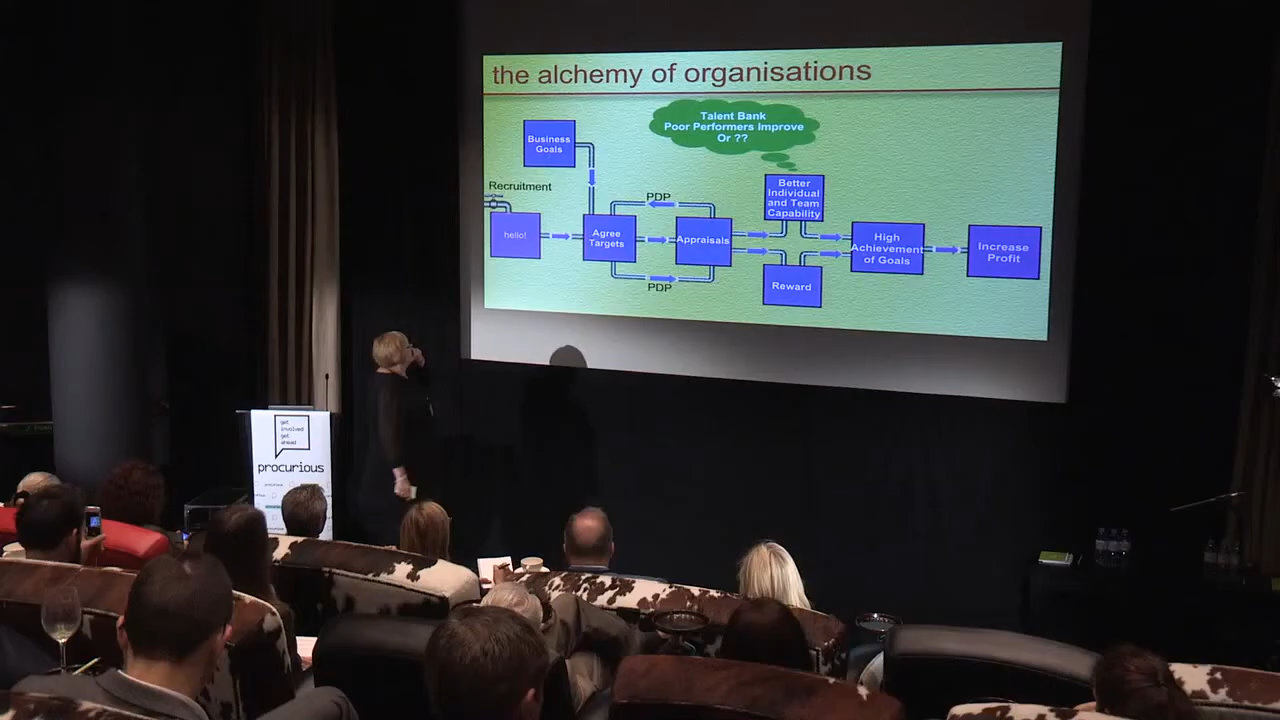 the alchemy of organisations
Talent Bank
Poor Performers Improve
Or ??
Business
Goals
Recruitment
hello!
Agree
Targets
PDP
PDP
Appraisals
Better
Individual
and Team
Capability
Reward
High
Achievement
of Goals
Increase
Profit
get
involved
get
ahead
procurious